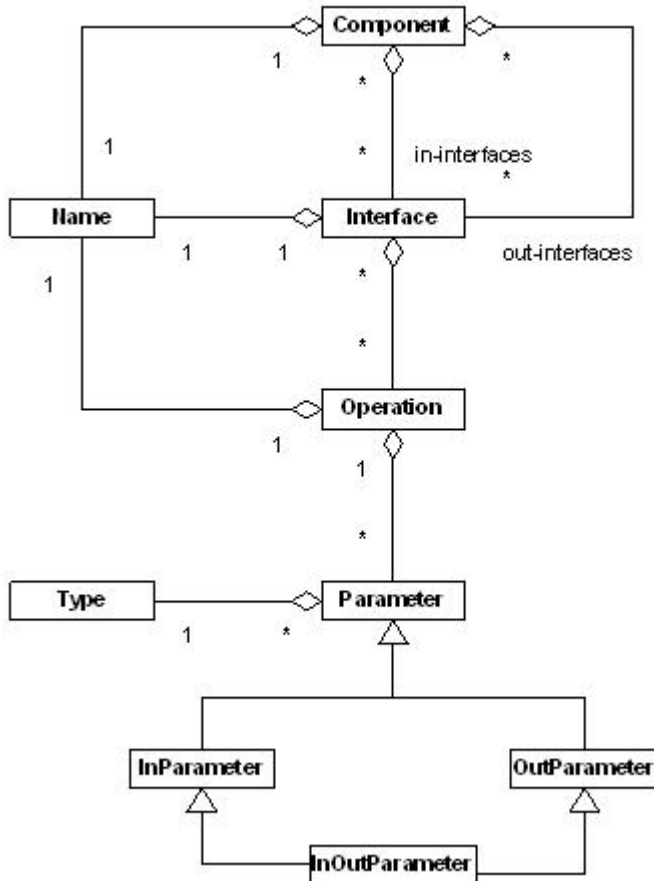 Component
1
*
*
1
*
in-interfaces
*
Name
Interface
1
1
1
*
out-interfaces
*
Operation
1
1
*
Type
Parameter
1
*
InParameter
OutParameter
InOutParameter